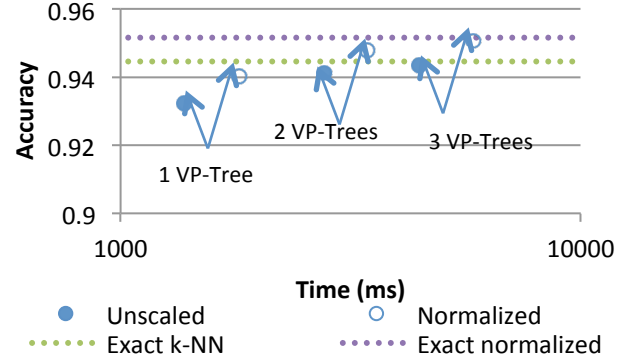 0.96
0.94
0.92
0.9
Accuracy
1 VP-Tree
2 VP-Trees
3 VP-Trees
1000
10000
Time (ms)
Unscaled
Normalized
Exact k-NN
Exact normalized